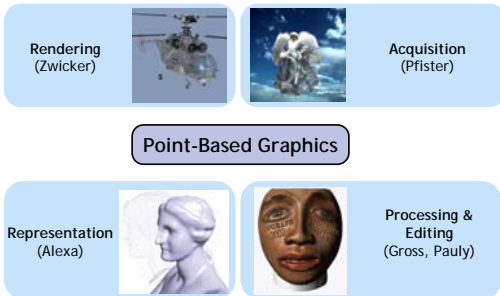 Rendering
(Zwicker)
Acquisition
(Pfister)
Point-Based Graphics
Representation
(Alexa)
Processing &
Editing
(Gross, Pauly)